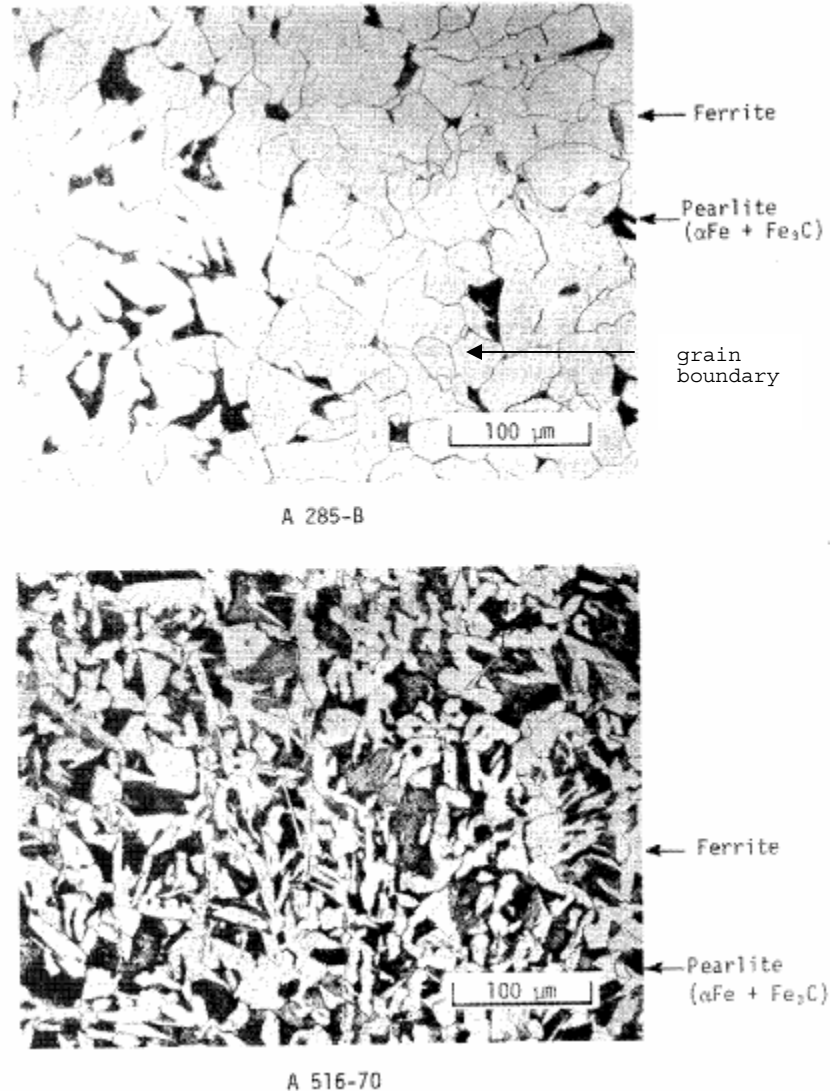 Ferrite
Pearlite
(αFe + Fe₃C)
grain
boundary
100 µm
A 285-B
Ferrite
Pearlite
(αFe + Fe₃C)
100 µm
A 516-70